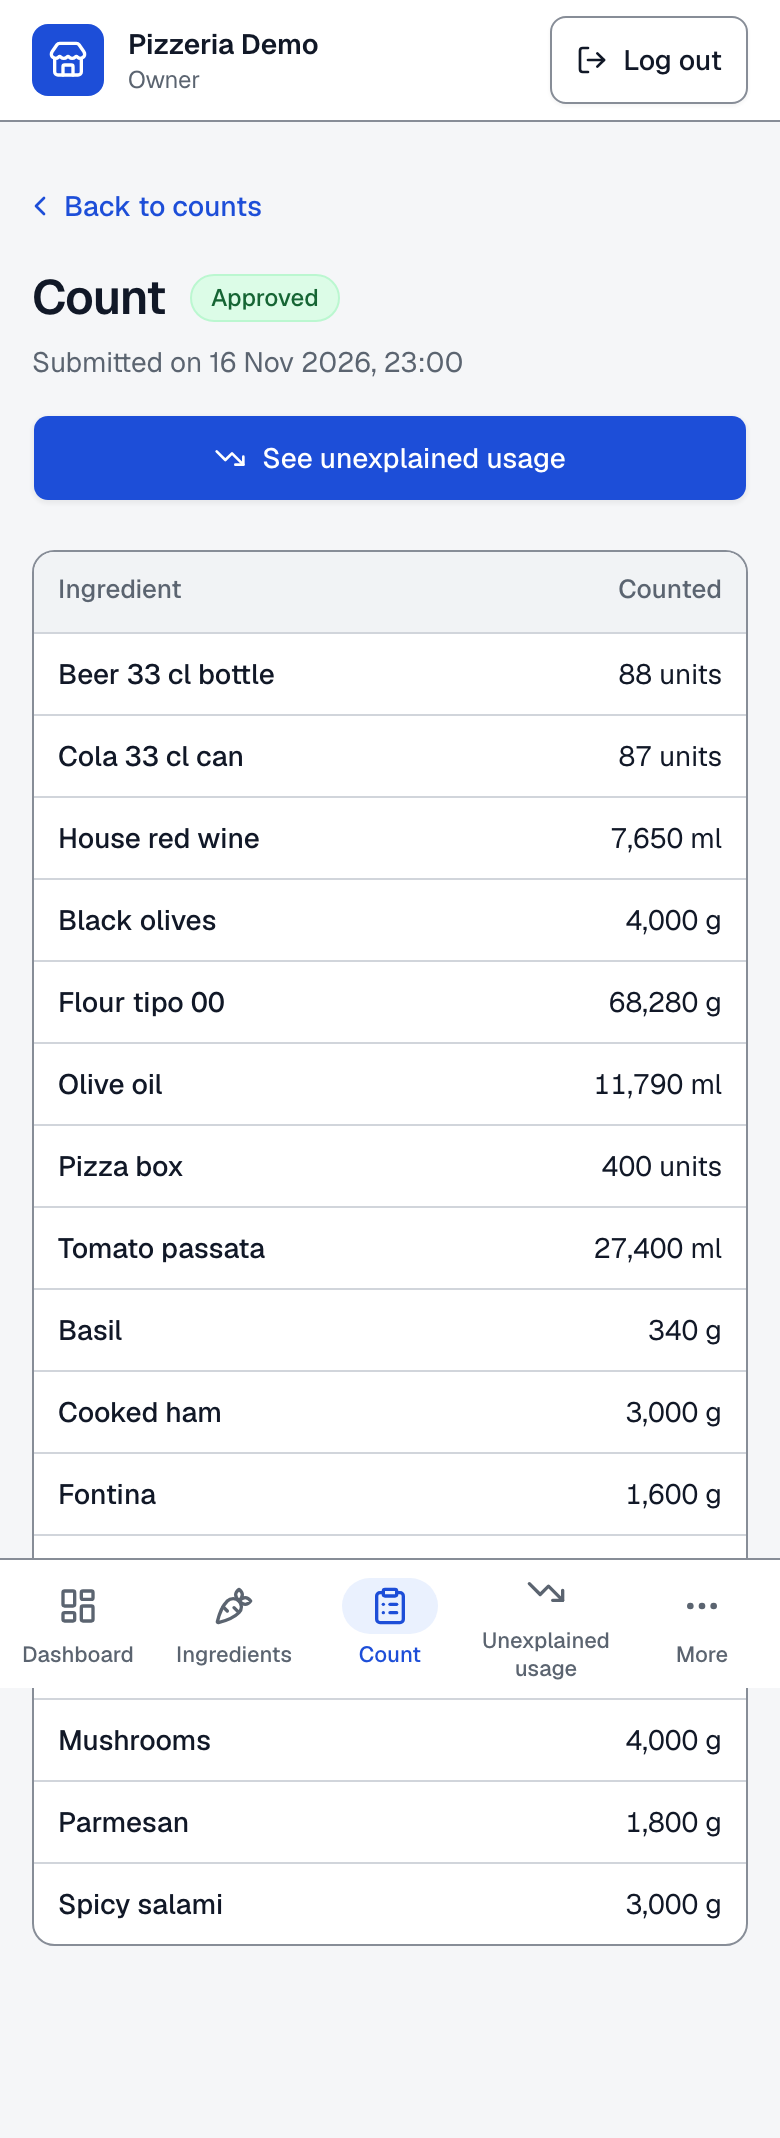 Pizzeria Demo
Owner
Log out
Back to counts
Count
Approved
Submitted on 16 Nov 2026, 23:00
See unexplained usage
Ingredient Counted
Beer 33 cl bottle 88 units
Cola 33 cl can 87 units
House red wine 7,650 ml
Black olives 4,000 g
Flour tipo 00 68,280 g
Olive oil 11,790 ml
Pizza box 400 units
Tomato passata 27,400 ml
Basil 340 g
Cooked ham 3,000 g
Fontina 1,600 g
Dashboard
Ingredients
Count
Unexplained
usage
More
Mushrooms 4,000 g
Parmesan 1,800 g
Spicy salami 3,000 g